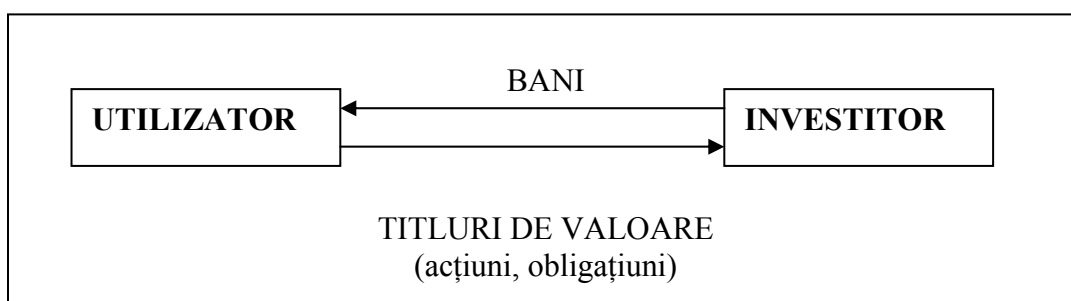 BANI
UTILIZATOR
INVESTITOR
TITLURI DE VALOARE
(acțiuni, obligațiuni)